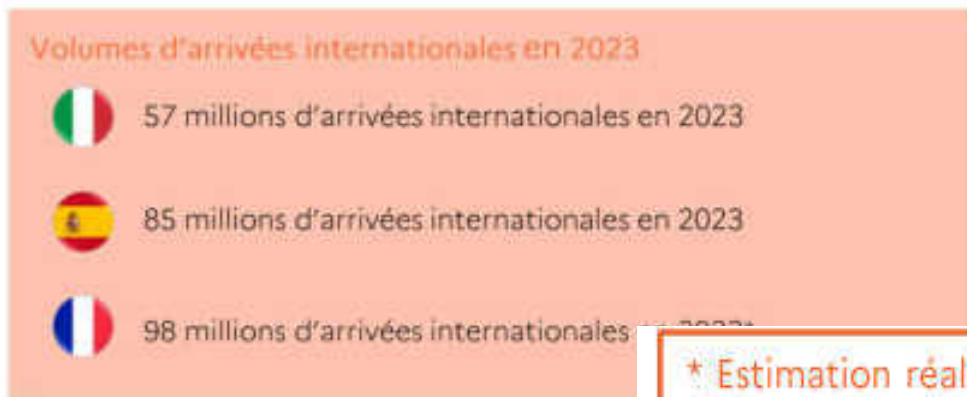 Volumes d'arrivées internationales en 2023
57 millions d'arrivées internationales en 2023
85 millions d'arrivées internationales en 2023
98 millions d'arrivées internationales
* Estimation